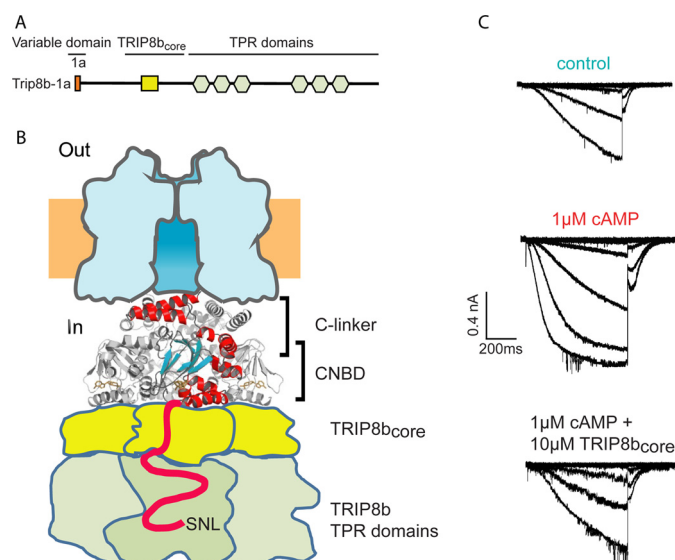 A
Variable domain TRIP8bcore TPR domains
1a
Trip8b-1a
B
Out
In
C-linker
CNBD
TRIP8bcore
TRIP8b
TPR domains
SNL
C
control
1µM cAMP
0.4 nA
200ms
1µM cAMP +
10µM TRIP8bcore